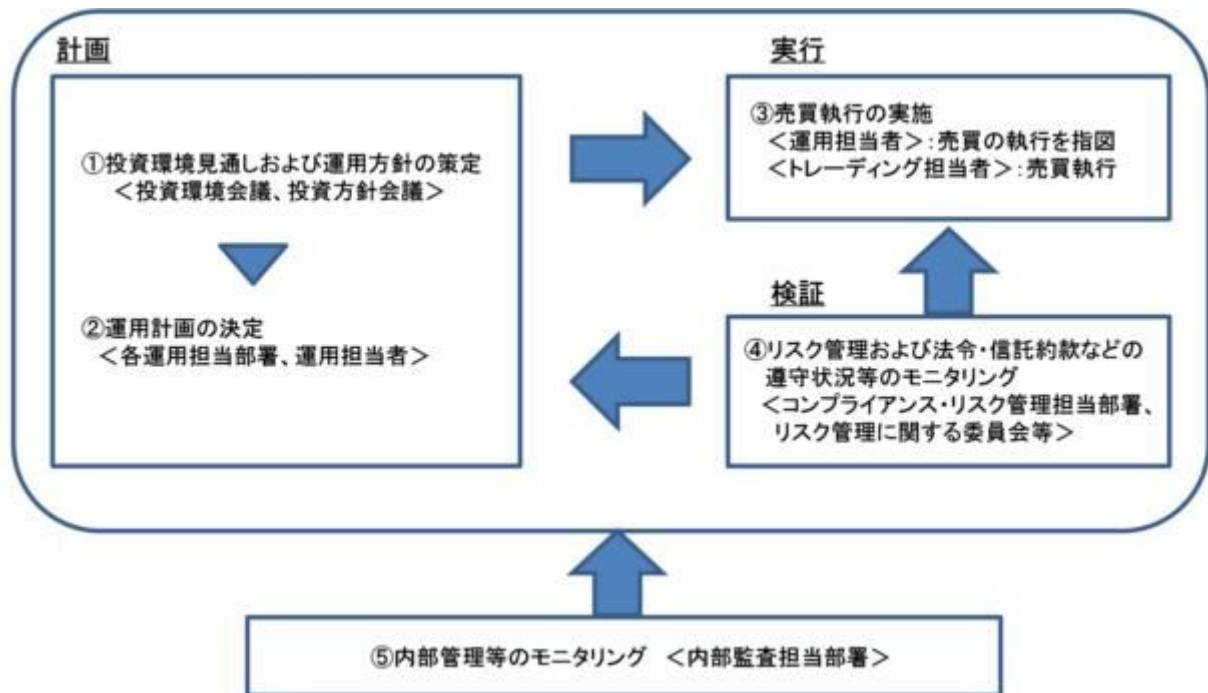 計画
①投資環境見通しおよび運用方針の策定
＜投資環境会議、投資方針会議＞
②運用計画の決定
＜各運用担当部署、運用担当者＞
実行
③売買執行の実施
＜運用担当者＞：売買の執行を指図
＜トレーディング担当者＞：売買執行
検証
④リスク管理および法令・信託約款などの
遵守状況等のモニタリング
＜コンプライアンス・リスク管理担当部署、
リスク管理に関する委員会等＞
⑤内部管理等のモニタリング　＜内部監査担当部署＞